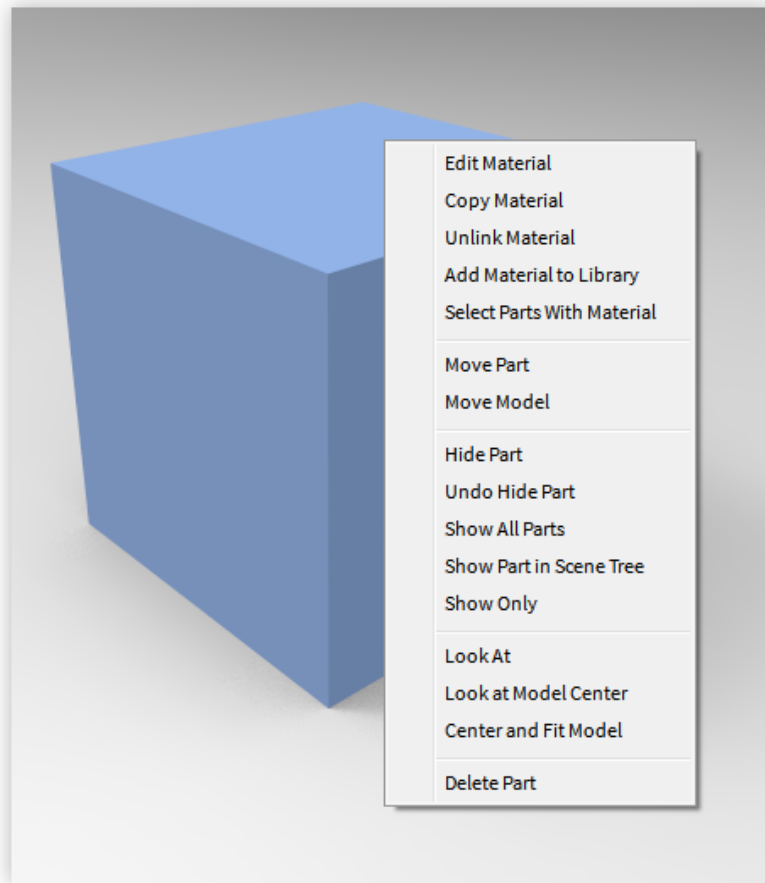 Edit Material
Copy Material
Unlink Material
Add Material to Library
Select Parts With Material
Move Part
Move Model
Hide Part
Undo Hide Part
Show All Parts
Show Part in Scene Tree
Show Only
Look At
Look at Model Center
Center and Fit Model
Delete Part